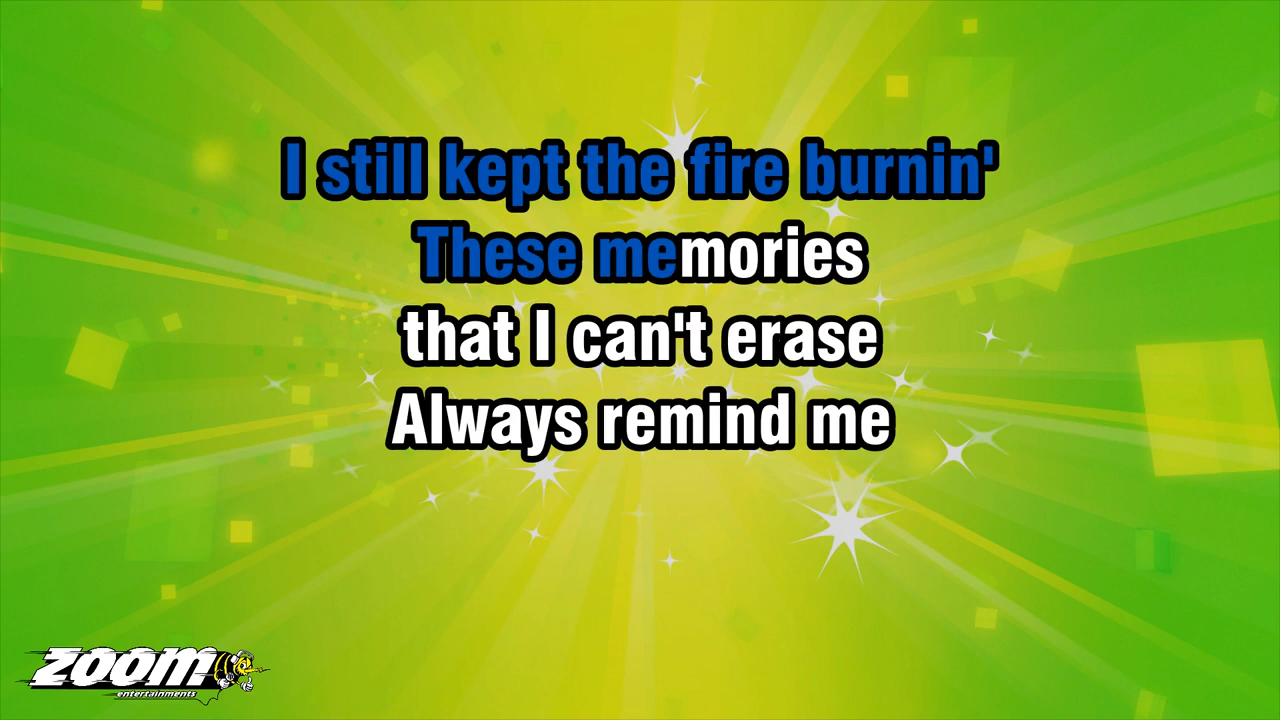 I still kept the fire burnin'
These memories
that I can't erase
Always remind me
zoom
entertainments